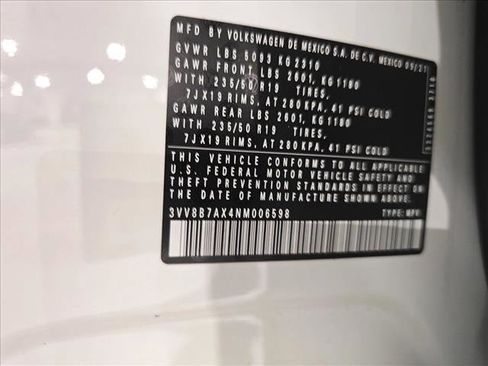 MFD BY VOLKSWAGEN DE MEXICO S.A. DE C.V. MEXICO 09/21
GVWR LBS 5093 KG 2310
GAWR FRONT LBS 2601, KG 1180
WITH 235/50 R19 TIRES,
7JX19 RIMS, AT 280 KPA, 41 PSI COLD
GAWR REAR LBS 2601, KG 1180
WITH 235/50 R19 TIRES,
7JX19 RIMS, AT 280 KPA, 41 PSI COLD
THIS VEHICLE CONFORMS TO ALL APPLICABLE
U.S. FEDERAL MOTOR VEHICLE SAFETY AND
THEFT PREVENTION STANDARDS IN EFFECT ON
THE DATE OF MANUFACTURE SHOWN ABOVE.
3VV8B7AX4NM006598 TYPE: MPV